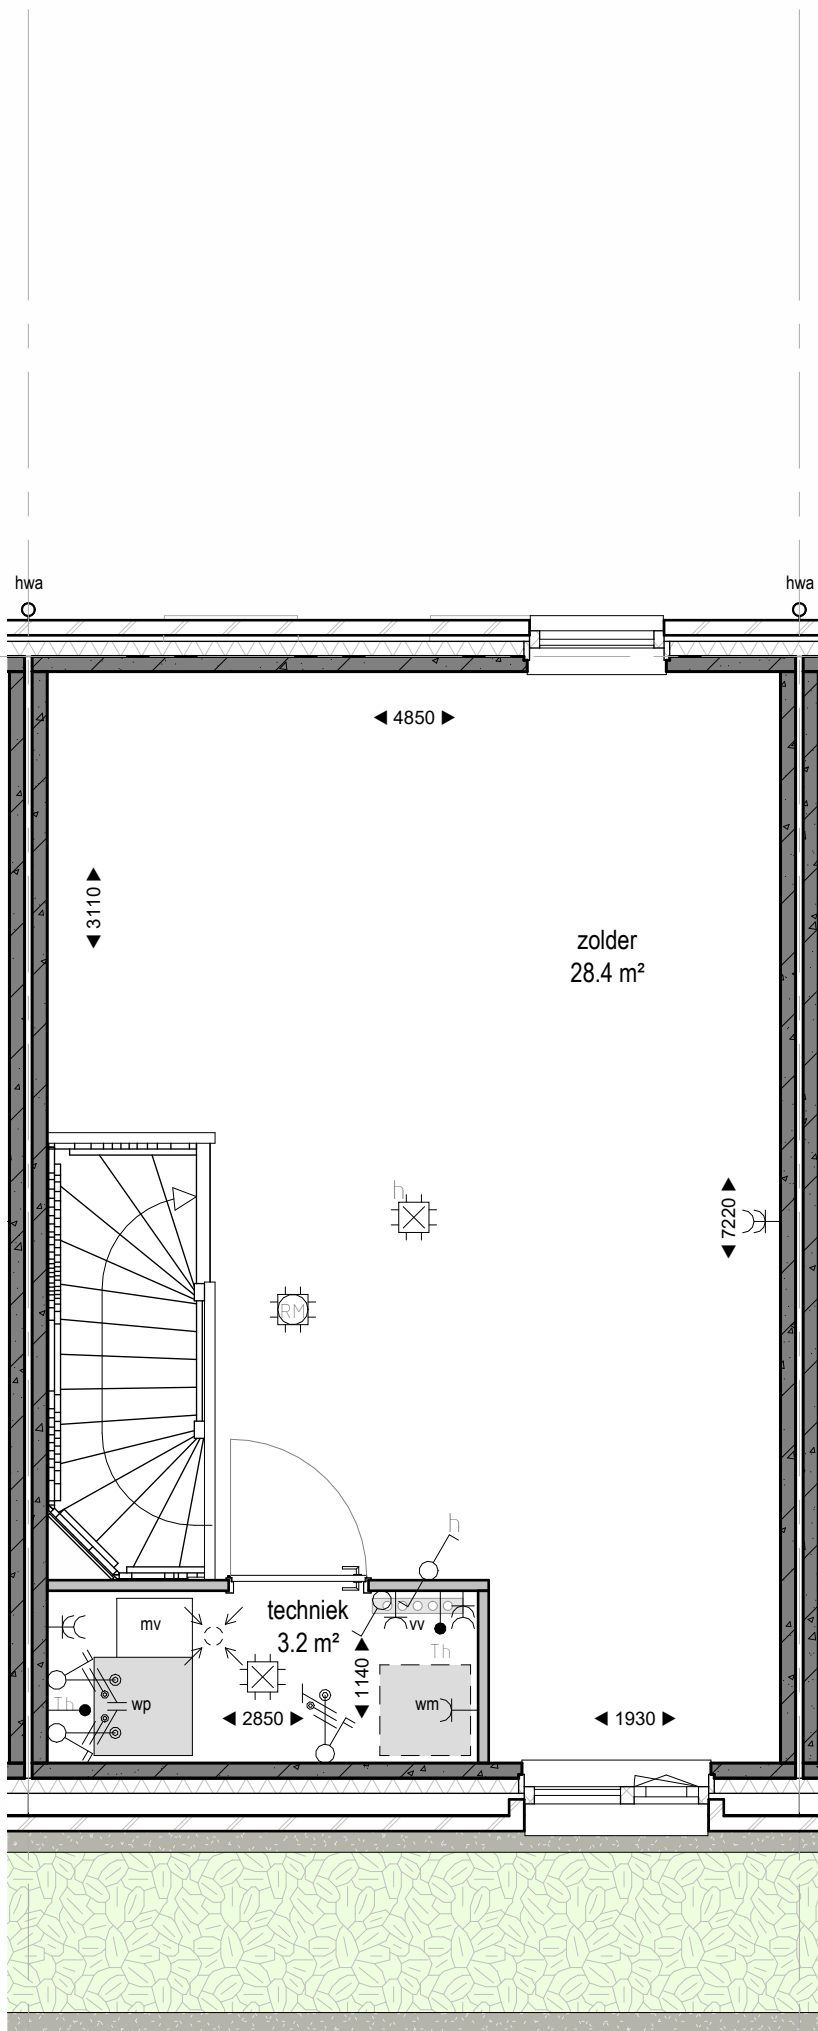 hwa
hwa
4850
3110
zolder
28.4 m²
h
7220
RM
h
techniek
3.2 m²
mv
vv
Th
1140
Th
wp
wm
2850
1930